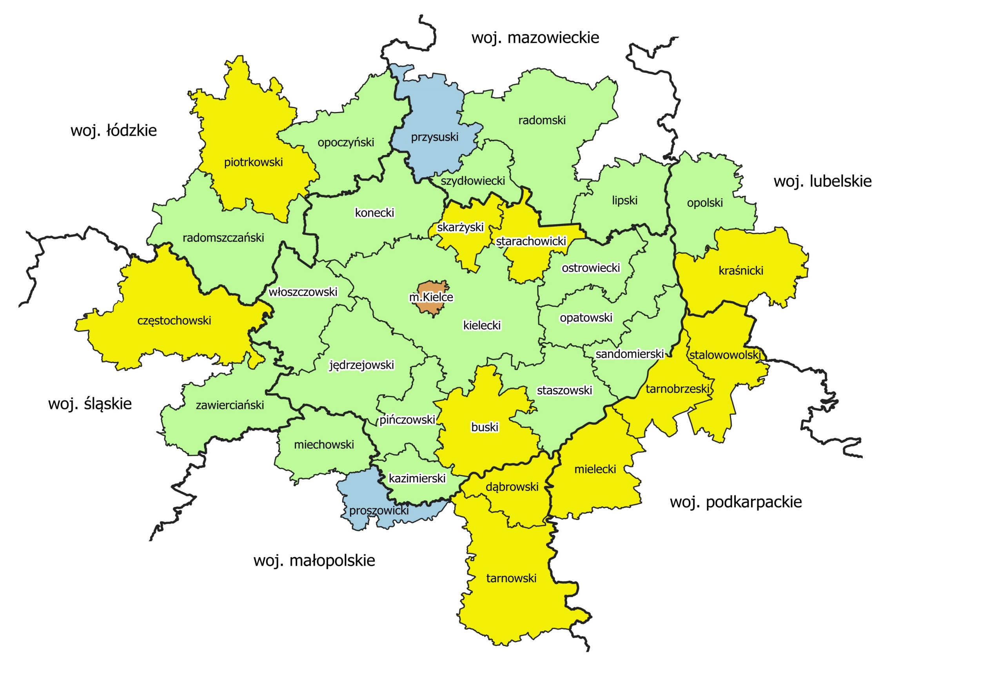 woj. mazowieckie
woj. łódzkie
radomski
przysuski
opoczyński
piotrkowski
szydłowiecki
woj. lubelskie
lipski
opolski
konecki
skarżyski
radomszczański
starachowicki
ostrowiecki
kraśnicki
włoszczowski
m.Kielce
opatowski
częstochowski
kielecki
sandomierski
stalowowolski
jędrzejowski
tarnobrzeski
staszowski
woj. śląskie
zawierciański
pińczowski
buski
miechowski
mielecki
kazimierski
dąbrowski
woj. podkarpackie
proszowicki
woj. małopolskie
tarnowski